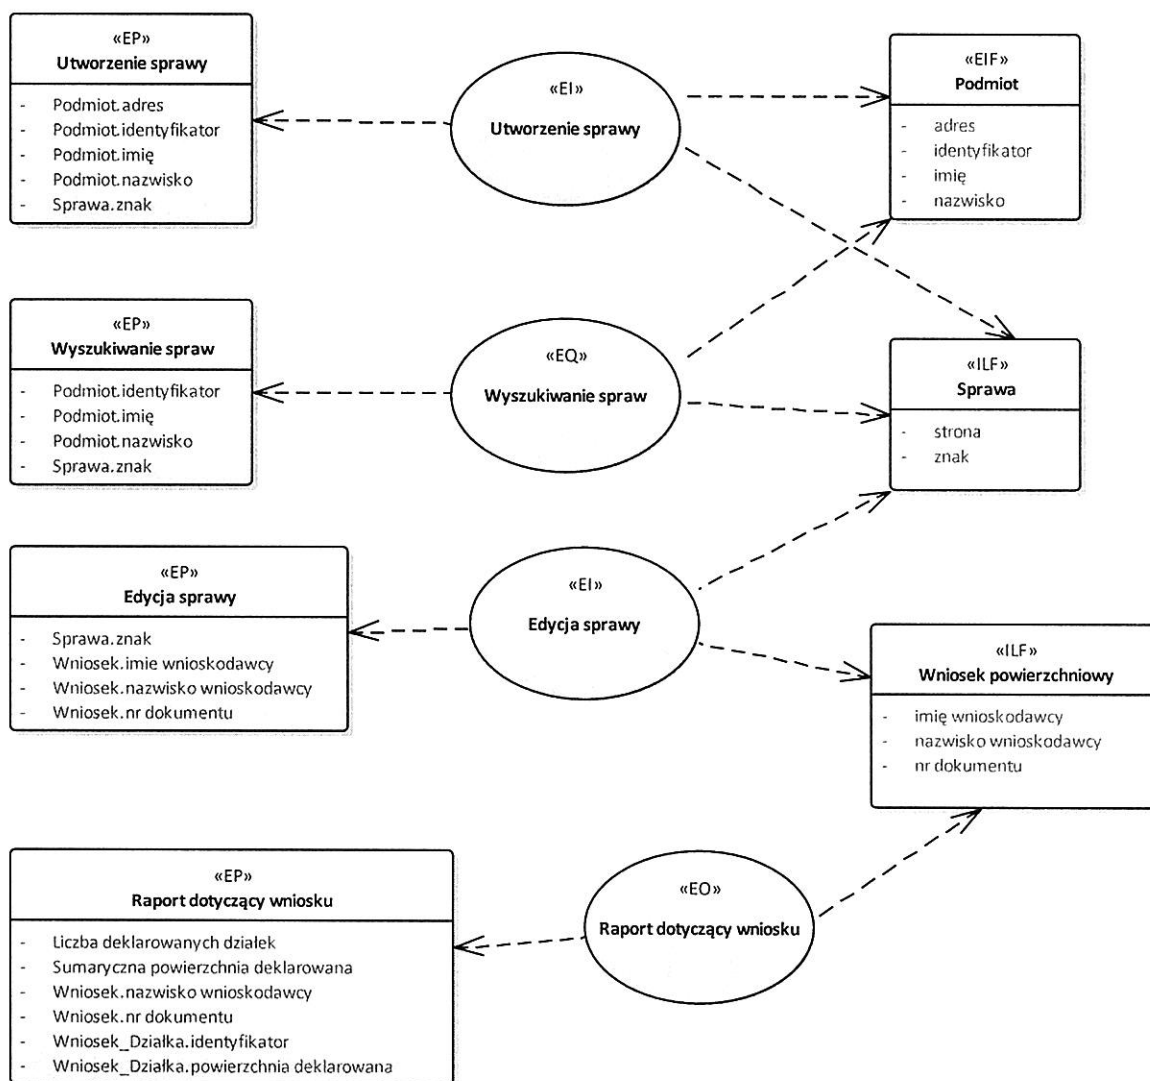 «EP»
Utworzenie sprawy
- Podmiot.adres
- Podmiot.identyfikator
- Podmiot.imię
- Podmiot.nazwisko
- Sprawa.znak
«EI»
Utworzenie sprawy
«EIF»
Podmiot
- adres
- identyfikator
- imię
- nazwisko
«EP»
Wyszukiwanie spraw
- Podmiot.identyfikator
- Podmiot.imię
- Podmiot.nazwisko
- Sprawa.znak
«EQ»
Wyszukiwanie spraw
«ILF»
Sprawa
- strona
- znak
«EP»
Edycja sprawy
- Sprawa.znak
- Wniosek.imie wnioskodawcy
- Wniosek.nazwisko wnioskodawcy
- Wniosek.nr dokumentu
«EI»
Edycja sprawy
«ILF»
Wniosek powierzchniowy
- imię wnioskodawcy
- nazwisko wnioskodawcy
- nr dokumentu
«EP»
Raport dotyczący wniosku
- Liczba deklarowanych działek
- Sumaryczna powierzchnia deklarowana
- Wniosek.nazwisko wnioskodawcy
- Wniosek.nr dokumentu
- Wniosek_Działka.identyfikator
- Wniosek_Działka.powierzchnia deklarowana
«EO»
Raport dotyczący wniosku